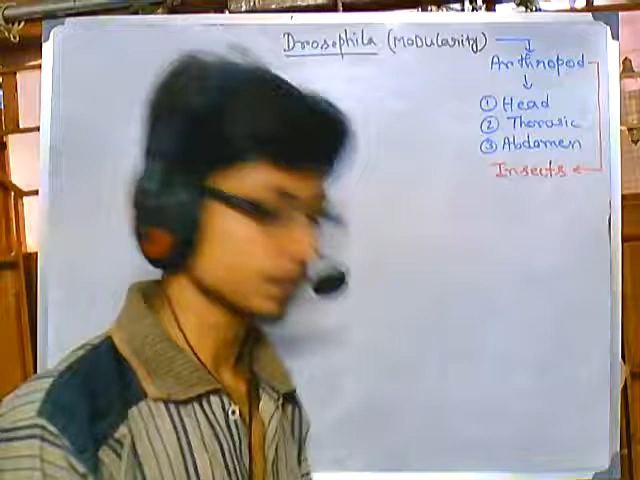 Drosophila (Modularity)
Arthropod
① Head
② Thorasic
③ Abdomen
Insects